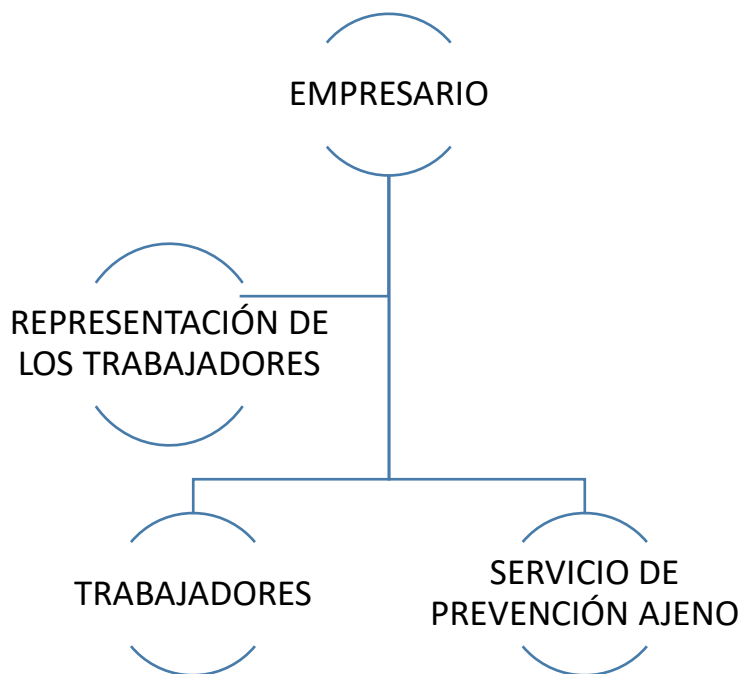 EMPRESARIO
REPRESENTACIÓN DE
LOS TRABAJADORES
TRABAJADORES
SERVICIO DE
PREVENCIÓN AJENO